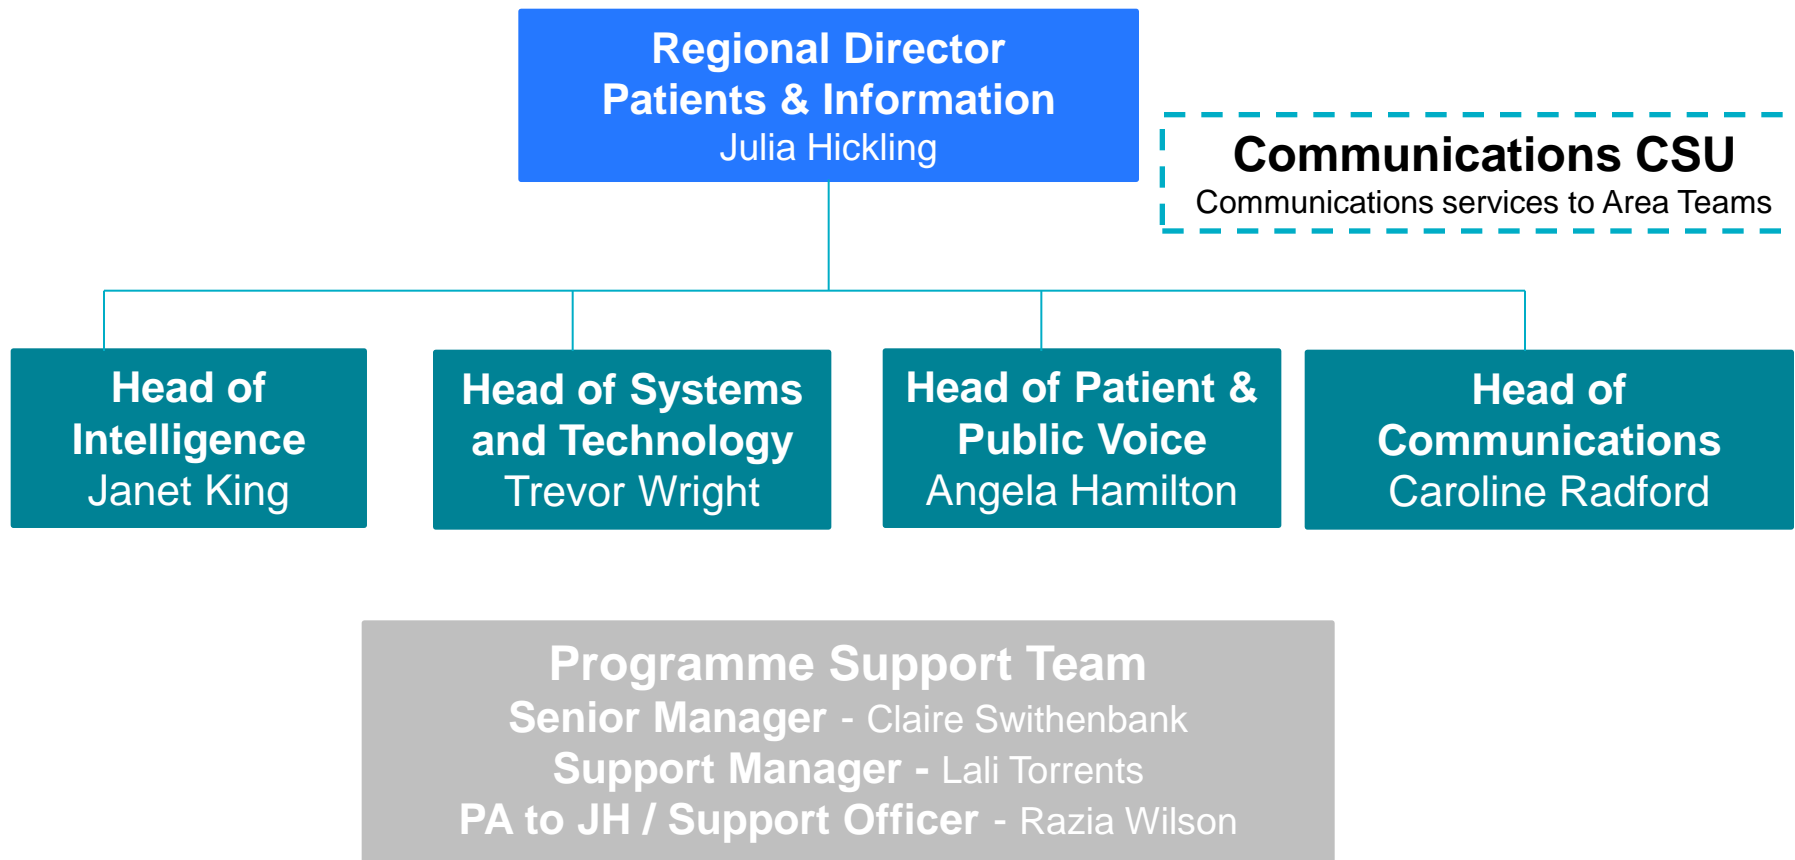 Regional Director
Patients & Information
Julia Hickling
Communications CSU
Communications services to Area Teams
Head of
Intelligence
Janet King
Head of Systems
and Technology
Trevor Wright
Head of Patient &
Public Voice
Angela Hamilton
Head of
Communications
Caroline Radford
Programme Support Team
Senior Manager - Claire Swithenbank
Support Manager - Lali Torrents
PA to JH / Support Officer - Razia Wilson